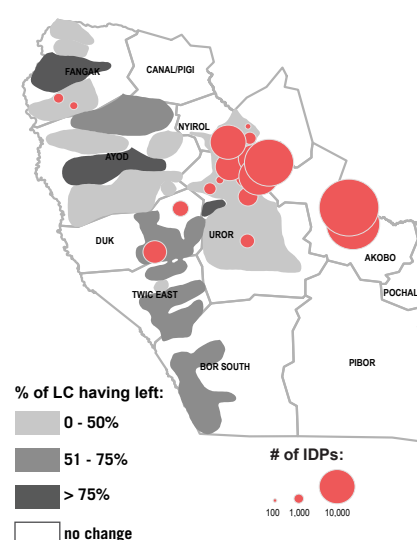 FANGAK
CANAL/PIGI
NYIROL
AYOD
DUK
UROR
AKOBO
POCHAL
TWIC EAST
BOR SOUTH
PIBOR
% of LC having left:
0 - 50%
51 - 75%
> 75%
no change
# of IDPs:
100 1,000 10,000